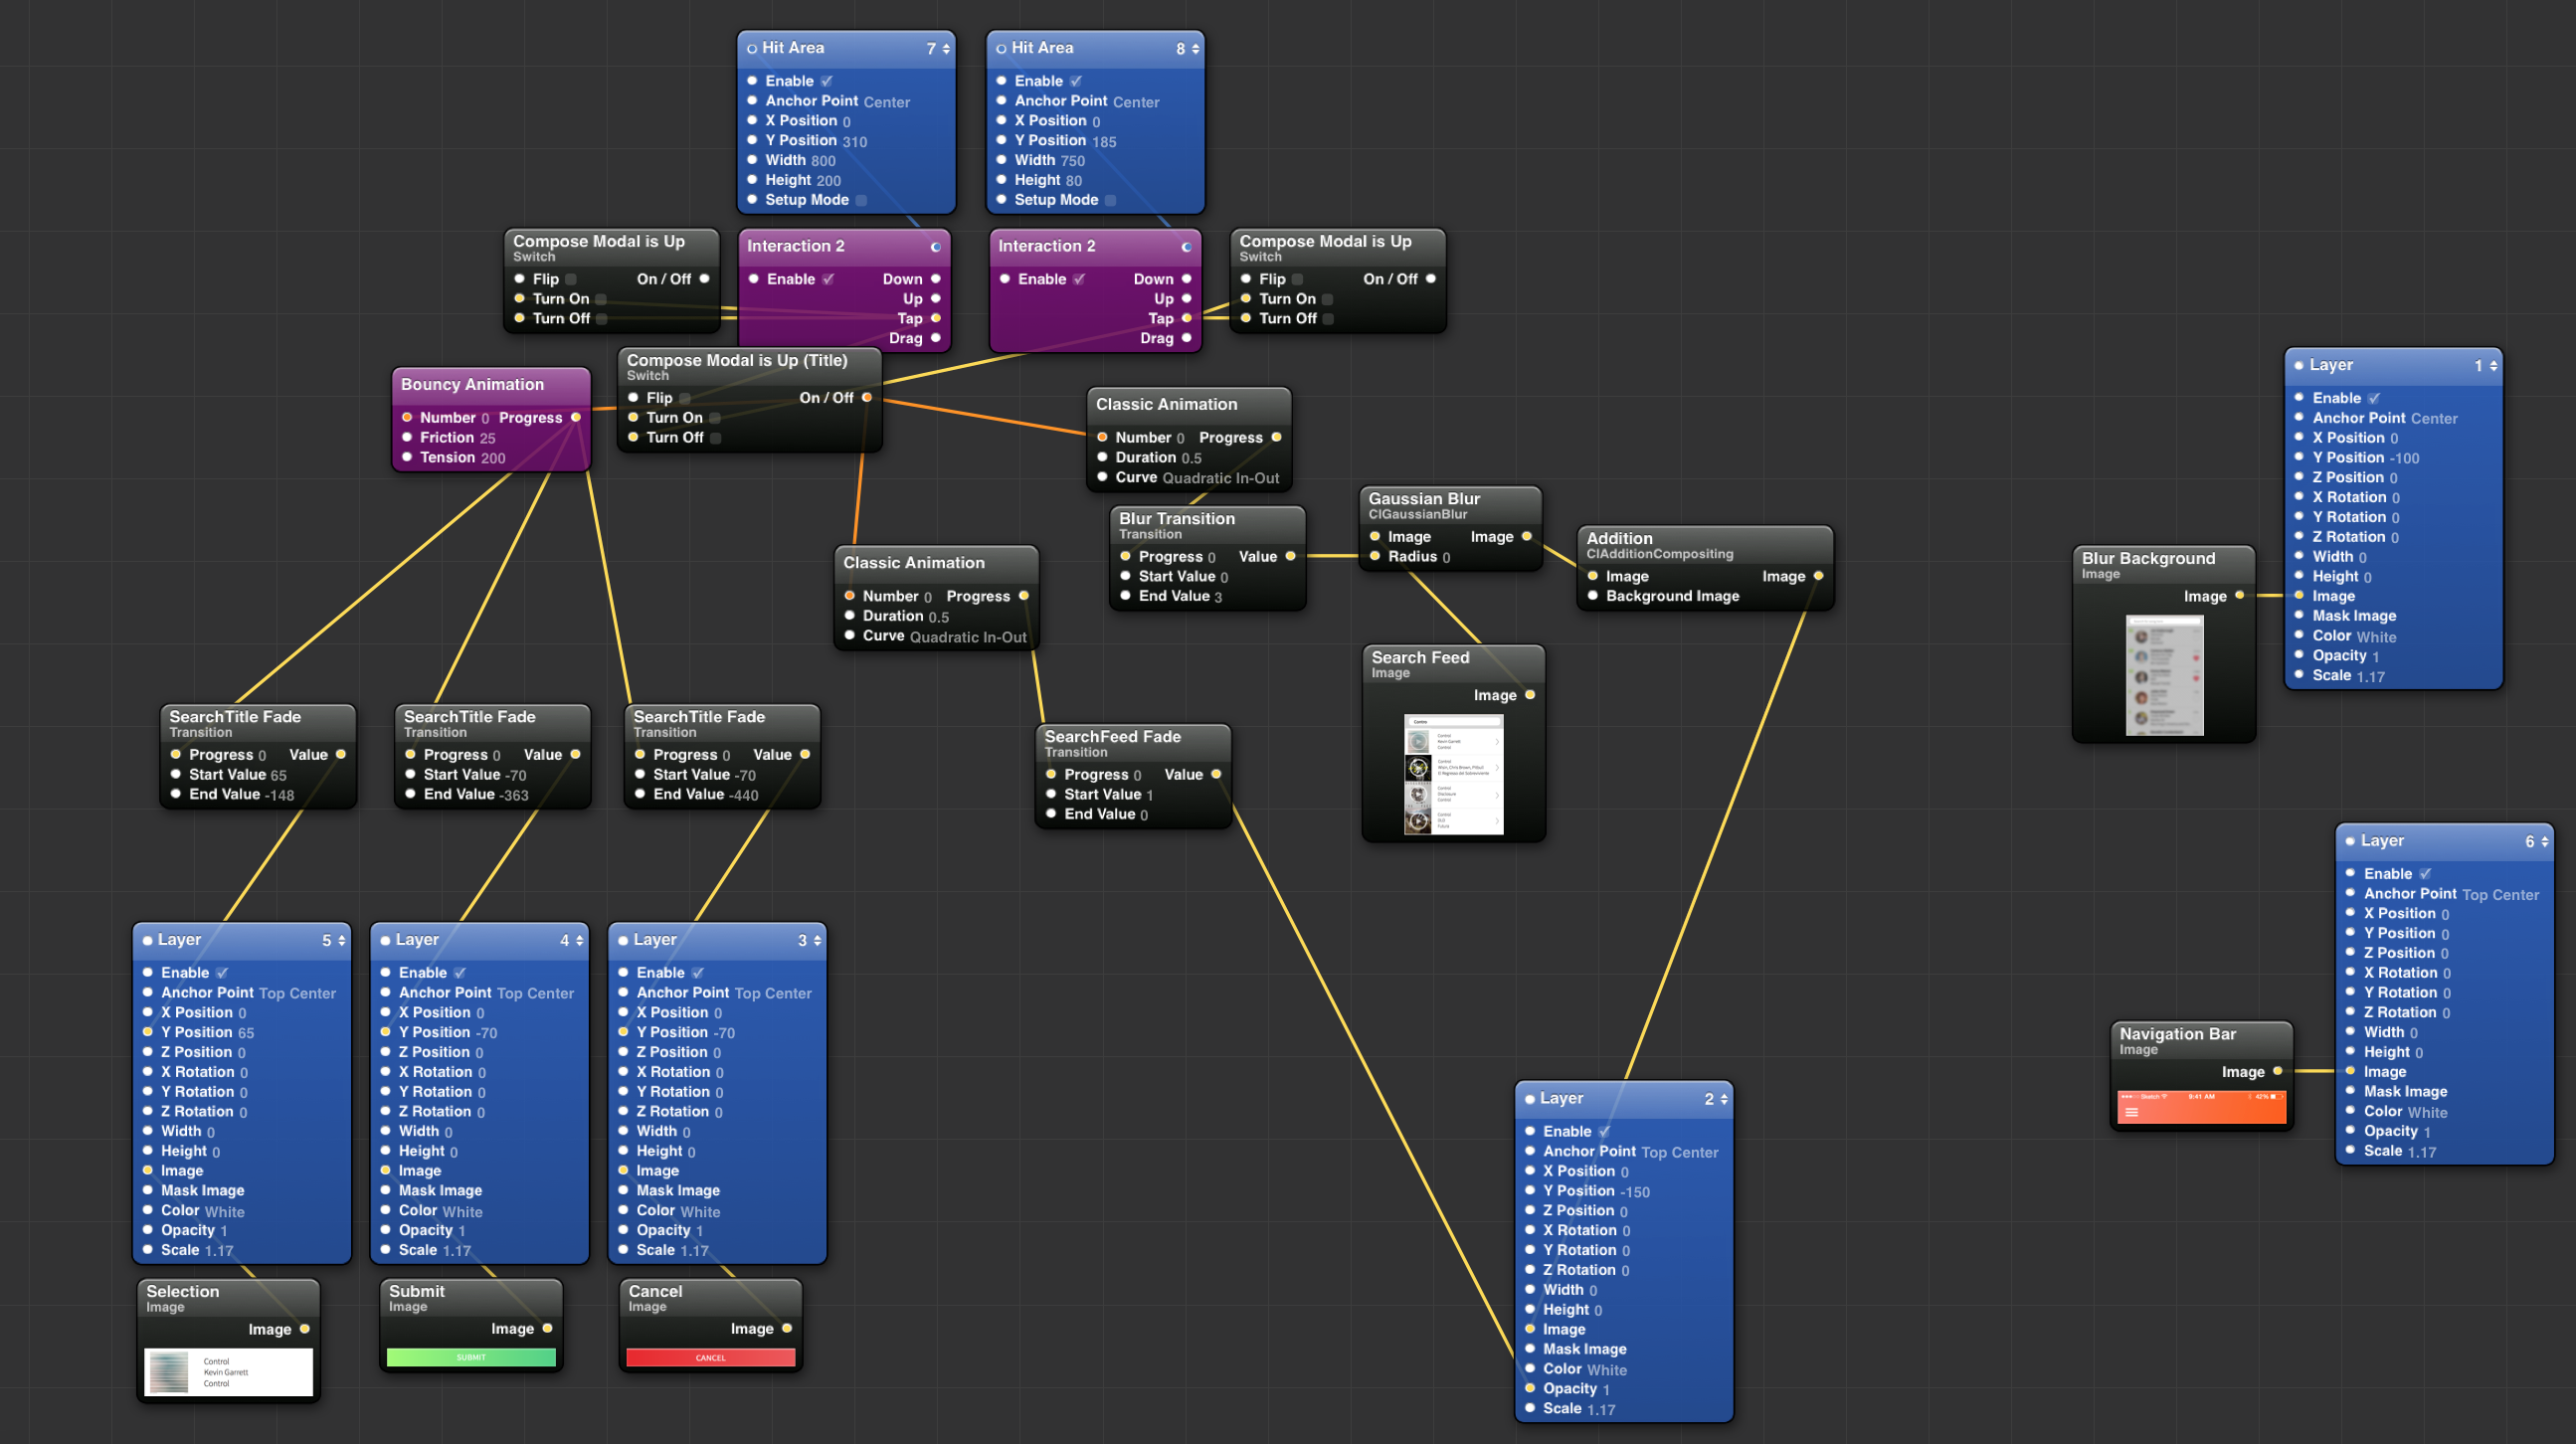 Hit Area 7
Enable
Anchor Point Center
X Position 0
Y Position 310
Width 800
Height 200
Setup Mode
Hit Area 8
Enable
Anchor Point Center
X Position 0
Y Position 185
Width 750
Height 80
Setup Mode
Compose Modal is Up
Switch
Flip On / Off
Turn On
Turn Off
Interaction 2
Enable Down
Up
Tap
Drag
Interaction 2
Enable Down
Up
Tap
Drag
Compose Modal is Up
Switch
Flip On / Off
Turn On
Turn Off
Bouncy Animation
Number 0 Progress
Friction 25
Tension 200
Compose Modal is Up (Title)
Switch
Flip On / Off
Turn On
Turn Off
Classic Animation
Number 0 Progress
Duration 0.5
Curve Quadratic In-Out
Blur Transition
Transition
Progress 0 Value
Start Value 0
End Value 3
Gaussian Blur
CIGaussianBlur
Image Image
Radius 0
Addition
CIAdditionCompositing
Image Image
Background Image
Classic Animation
Number 0 Progress
Duration 0.5
Curve Quadratic In-Out
Search Feed
Image
Image
Blur Background
Image
Image
Layer 1
Enable
Anchor Point Center
X Position 0
Y Position -100
Z Position 0
X Rotation 0
Y Rotation 0
Z Rotation 0
Width 0
Height 0
Image
Mask Image
Color White
Opacity 1
Scale 1.17
SearchTitle Fade
Transition
Progress 0 Value
Start Value 65
End Value -148
SearchTitle Fade
Transition
Progress 0 Value
Start Value -70
End Value -363
SearchTitle Fade
Transition
Progress 0 Value
Start Value -70
End Value -440
SearchFeed Fade
Transition
Progress 0 Value
Start Value 1
End Value 0
Layer 5
Enable
Anchor Point Top Center
X Position 0
Y Position 65
Z Position 0
X Rotation 0
Y Rotation 0
Z Rotation 0
Width 0
Height 0
Image
Mask Image
Color White
Opacity 1
Scale 1.17
Layer 4
Enable
Anchor Point Top Center
X Position 0
Y Position -70
Z Position 0
X Rotation 0
Y Rotation 0
Z Rotation 0
Width 0
Height 0
Image
Mask Image
Color White
Opacity 1
Scale 1.17
Layer 3
Enable
Anchor Point Top Center
X Position 0
Y Position -70
Z Position 0
X Rotation 0
Y Rotation 0
Z Rotation 0
Width 0
Height 0
Image
Mask Image
Color White
Opacity 1
Scale 1.17
Layer 2
Enable
Anchor Point Top Center
X Position 0
Y Position -150
Z Position 0
X Rotation 0
Y Rotation 0
Z Rotation 0
Width 0
Height 0
Image
Mask Image
Color White
Opacity 1
Scale 1.17
Layer 6
Enable
Anchor Point Top Center
X Position 0
Y Position 0
Z Position 0
X Rotation 0
Y Rotation 0
Z Rotation 0
Width 0
Height 0
Image
Mask Image
Color White
Opacity 1
Scale 1.17
Navigation Bar
Image
Image
Sketch 9:41 AM 42%
Selection
Image
Image
Control
Kevin Garrett
Control
Submit
Image
Image
SUBMIT
Cancel
Image
Image
CANCEL